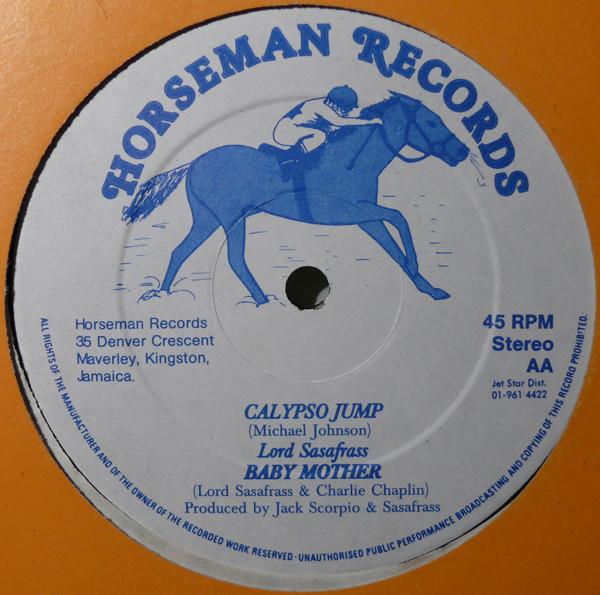 HORSEMAN RECORDS
Horseman Records
35 Denver Crescent
Maverley, Kingston,
Jamaica.
45 RPM
Stereo
AA
Jet Star Dist.
01-961 4422
CALYPSO JUMP
(Michael Johnson)
Lord Sasafrass
BABY MOTHER
(Lord Sasafrass & Charlie Chaplin)
Produced by Jack Scorpio & Sasafrass
ALL RIGHTS OF THE MANUFACTURER AND OF THE OWNER OF THE RECORDED WORK RESERVED · UNAUTHORISED PUBLIC PERFORMANCE BROADCASTING AND COPYING OF THIS RECORD PROHIBITED.